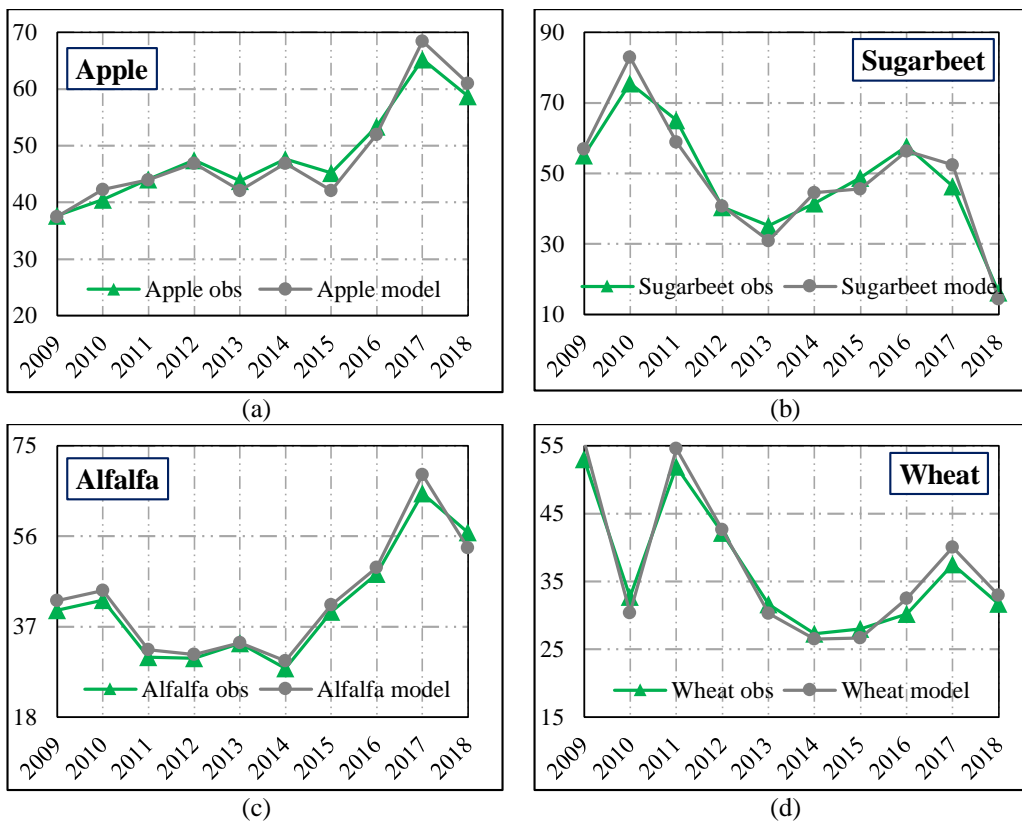 Apple
70
60
50
40
30
20
Apple obs Apple model
2009 2010 2011 2012 2013 2014 2015 2016 2017 2018
(a)
Sugarbeet
90
70
50
30
10
Sugarbeet obs Sugarbeet model
2009 2010 2011 2012 2013 2014 2015 2016 2017 2018
(b)
Alfalfa
75
56
37
18
Alfalfa obs Alfalfa model
2009 2010 2011 2012 2013 2014 2015 2016 2017 2018
(c)
Wheat
55
45
35
25
15
Wheat obs Wheat model
2009 2010 2011 2012 2013 2014 2015 2016 2017 2018
(d)